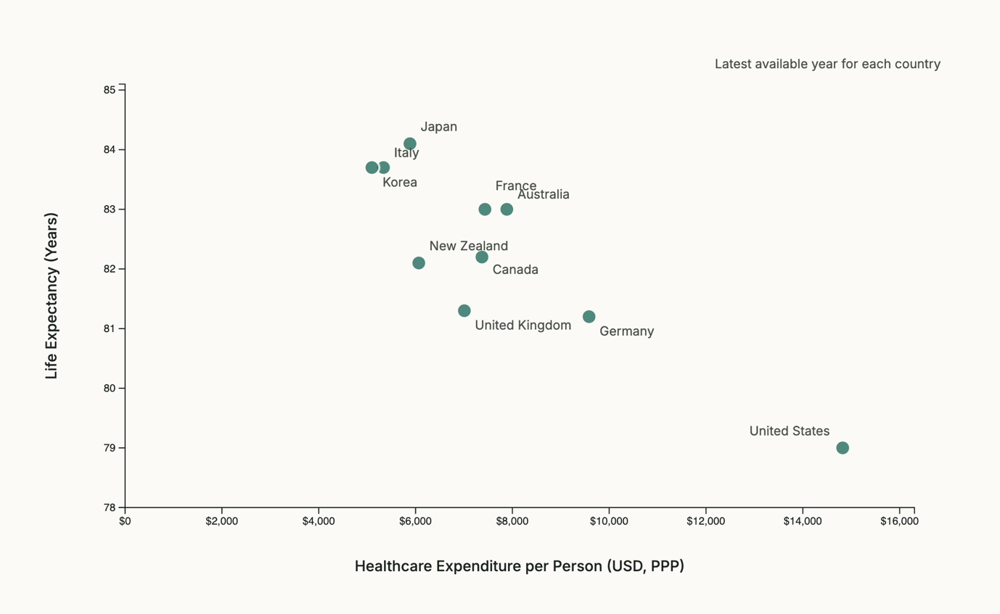 Latest available year for each country
85
84
83
82
81
80
79
78
Life Expectancy (Years)
Japan
Italy
Korea
France
Australia
New Zealand
Canada
United Kingdom
Germany
United States
$0
$2,000
$4,000
$6,000
$8,000
$10,000
$12,000
$14,000
$16,000
Healthcare Expenditure per Person (USD, PPP)